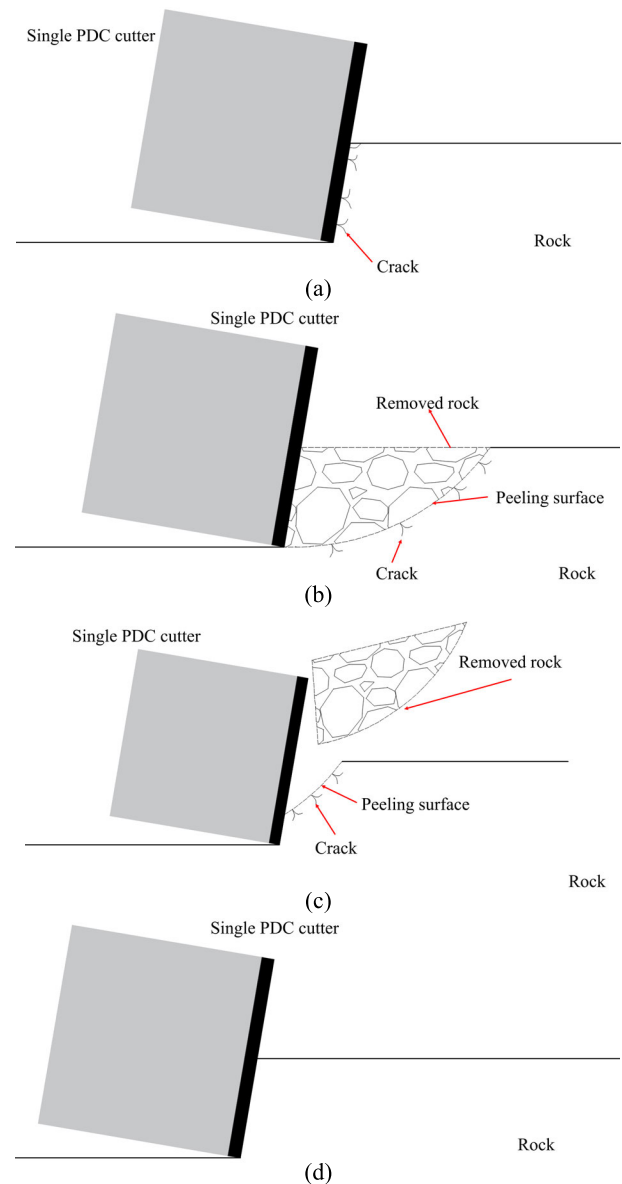 Single PDC cutter
Rock
Crack
(a)
Single PDC cutter
Removed rock
Peeling surface
Crack
Rock
(b)
Single PDC cutter
Removed rock
Peeling surface
Crack
Rock
(c)
Single PDC cutter
Rock
(d)